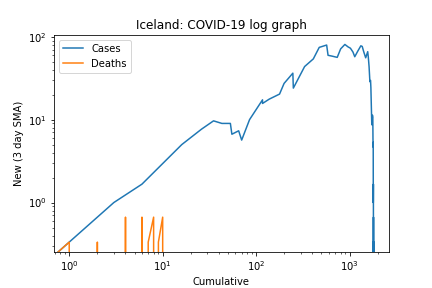 Iceland: COVID-19 log graph
10²
Cases
Deaths
10¹
10⁰
New (3 day SMA)
10⁰ 10¹ 10² 10³
Cumulative